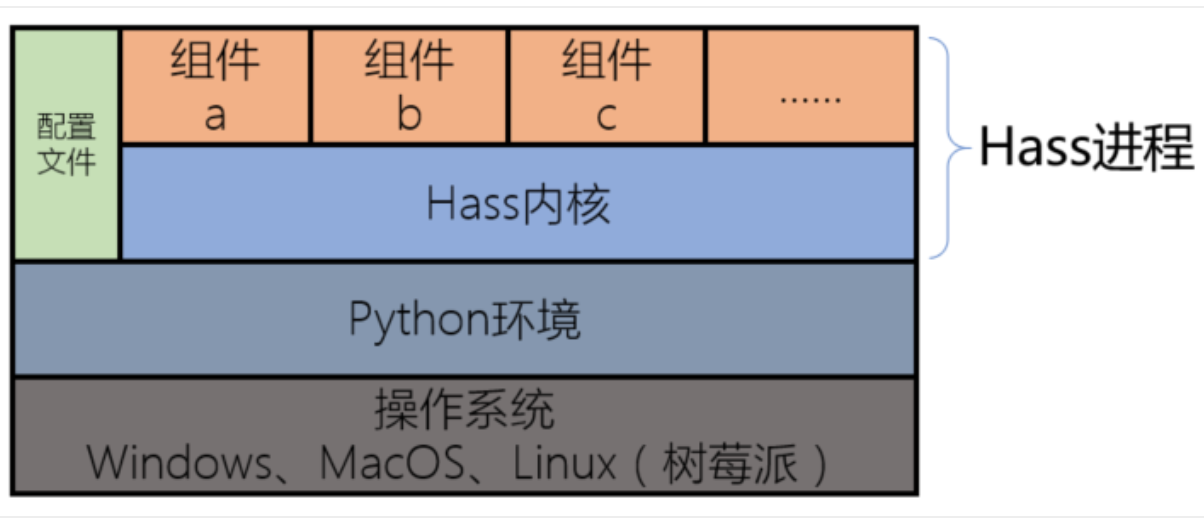 配置
文件
组件
a
组件
b
组件
c
......
Hass内核
Hass进程
Python环境
操作系统
Windows、MacOS、Linux（树莓派）